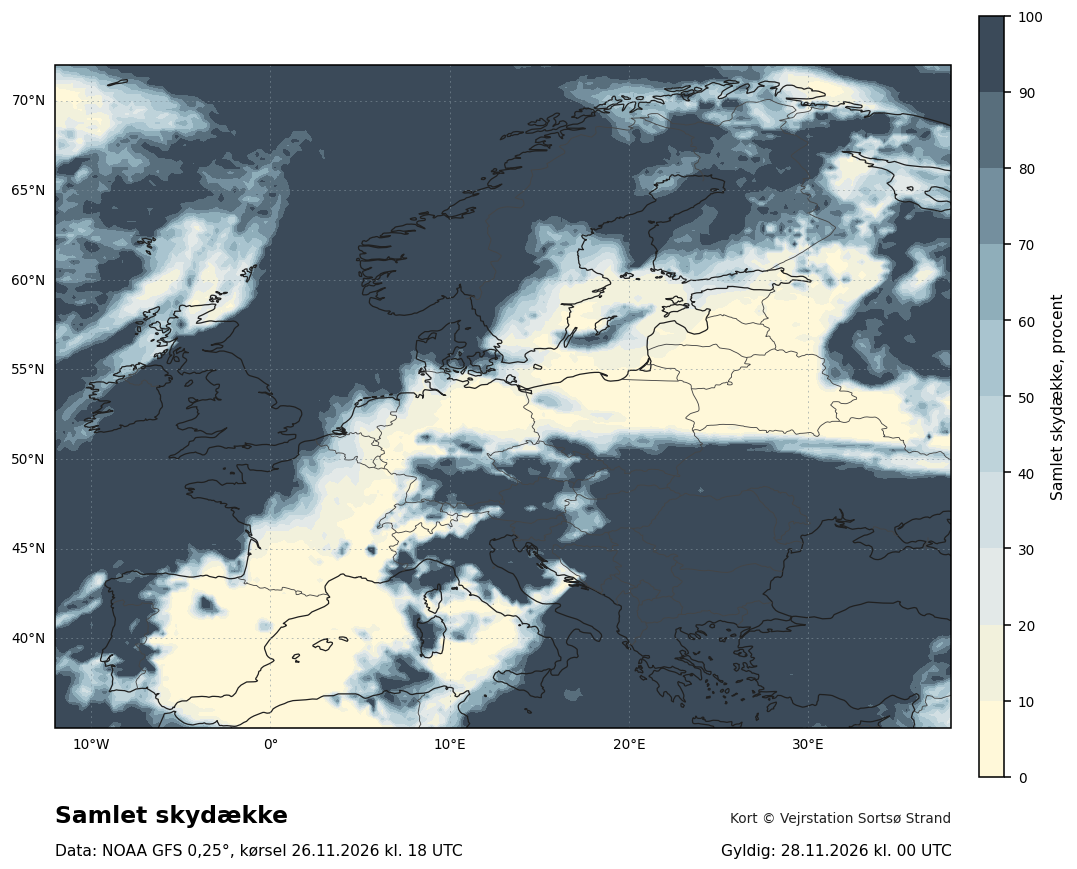 100
90
80
70
60
50
40
30
20
10
0
Samlet skydække, procent
70°N
65°N
60°N
55°N
50°N
45°N
40°N
10°W
0°
10°E
20°E
30°E
Samlet skydække
Kort © Vejrstation Sortsø Strand
Data: NOAA GFS 0,25°, kørsel 26.11.2026 kl. 18 UTC
Gyldig: 28.11.2026 kl. 00 UTC